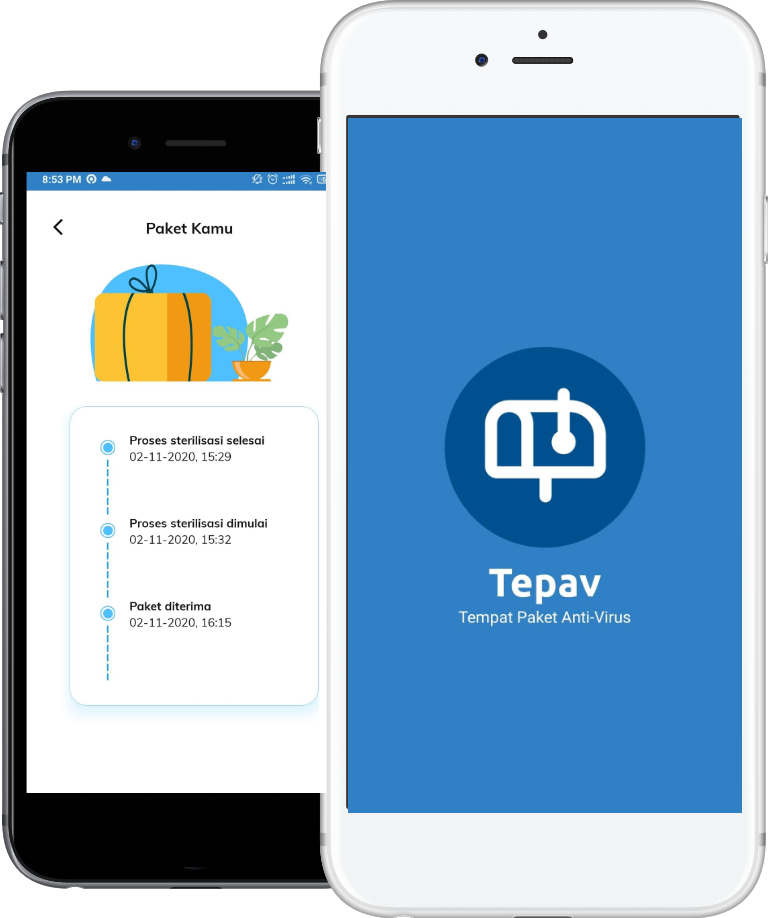 8:53 PM
Paket Kamu
Proses sterilisasi selesai
02-11-2020, 15:29
Proses sterilisasi dimulai
02-11-2020, 15:32
Paket diterima
02-11-2020, 16:15
Tepav
Tempat Paket Anti-Virus